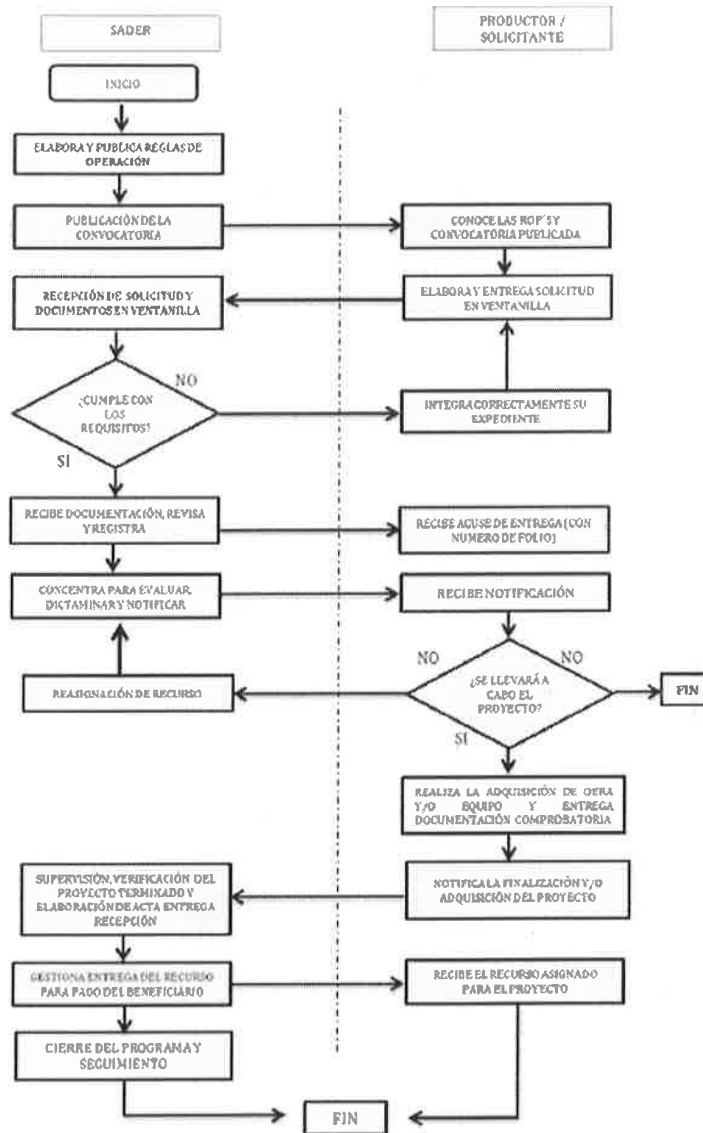 SADER
PRODUCTOR /
SOLICITANTE
INICIO
ELABORA Y PUBLICA REGLAS DE
OPERACIÓN
PUBLICACIÓN DE LA
CONVOCATORIA
CONOCE LAS ROP´S Y
CONVOCATORIA PUBLICADA
RECEPCIÓN DE SOLICITUD Y
DOCUMENTOS EN VENTANILLA
ELABORA Y ENTREGA SOLICITUD
EN VENTANILLA
NO
¿CUMPLE CON
LOS
REQUISITOS?
SI
INTEGRA CORRECTAMENTE SU
EXPEDIENTE
RECIBE DOCUMENTACIÓN, REVISA
Y REGISTRA
RECIBE ACUSE DE ENTREGA (CON
NUMERO DE FOLIO)
CONCENTRA PARA EVALUAR,
DICTAMINAR Y NOTIFICAR
RECIBE NOTIFICACIÓN
NO
NO
REASIGNACIÓN DE RECURSO
¿SE LLEVARÁ A
CABO EL
PROYECTO?
FIN
SI
REALIZA LA ADQUISICIÓN DE OBRA
Y/O EQUIPO Y ENTREGA
DOCUMENTACIÓN COMPROBATORIA
SUPERVISIÓN, VERIFICACIÓN DEL
PROYECTO TERMINADO Y
ELABORACIÓN DE ACTA ENTREGA
RECEPCIÓN
NOTIFICA LA FINALIZACIÓN Y/O
ADQUISICIÓN DEL PROYECTO
GESTIONA ENTREGA DEL RECURSO
PARA PAGO DEL BENEFICIARIO
RECIBE EL RECURSO ASIGNADO
PARA EL PROYECTO
CIERRE DEL PROGRAMA Y
SEGUIMIENTO
FIN